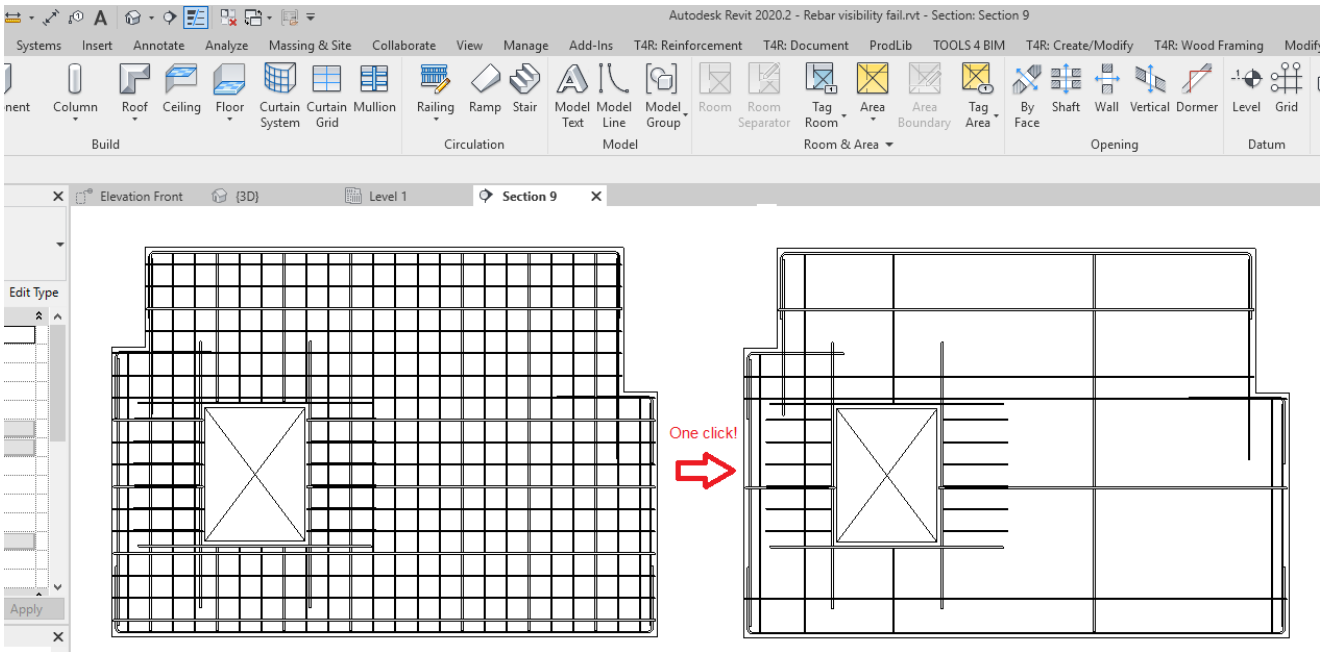 Autodesk Revit 2020.2 - Rebar visibility fail.rvt - Section: Section 9
Systems Insert Annotate Analyze Massing & Site Collaborate View Manage Add-Ins T4R: Reinforcement T4R: Document ProdLib TOOLS 4 BIM T4R: Create/Modify T4R: Wood Framing Modify
nent Column Roof Ceiling Floor Curtain System Curtain Grid Mullion Railing Ramp Stair Model Text Model Line Model Group Room Room Separator Tag Room Area Area Boundary Tag Area By Face Shaft Wall Vertical Dormer Level Grid
Build Circulation Model Room & Area Opening Datum
Elevation Front {3D} Level 1 Section 9
Edit Type
One click!
Apply